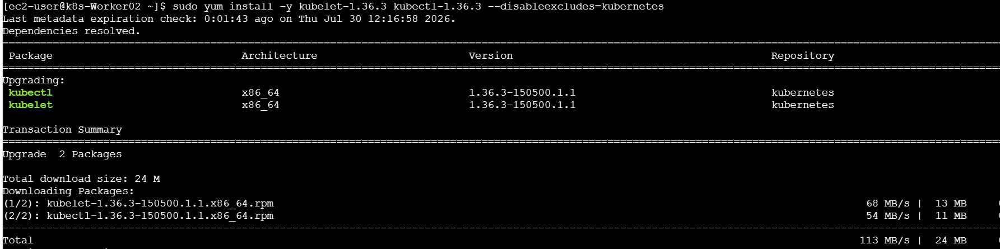 [ec2-user@k8s-Worker02 ~]$ sudo yum install -y kubelet-1.36.3 kubectl-1.36.3 --disableexcludes=kubernetes
Last metadata expiration check: 0:01:43 ago on Thu Jul 30 12:16:58 2026.
Dependencies resolved.
Package Architecture Version Repository
Upgrading:
kubectl x86_64 1.36.3-150500.1.1 kubernetes
kubelet x86_64 1.36.3-150500.1.1 kubernetes
Transaction Summary
Upgrade 2 Packages
Total download size: 24 M
Downloading Packages:
(1/2): kubelet-1.36.3-150500.1.1.x86_64.rpm 68 MB/s | 13 MB
(2/2): kubectl-1.36.3-150500.1.1.x86_64.rpm 54 MB/s | 11 MB
Total 113 MB/s | 24 MB